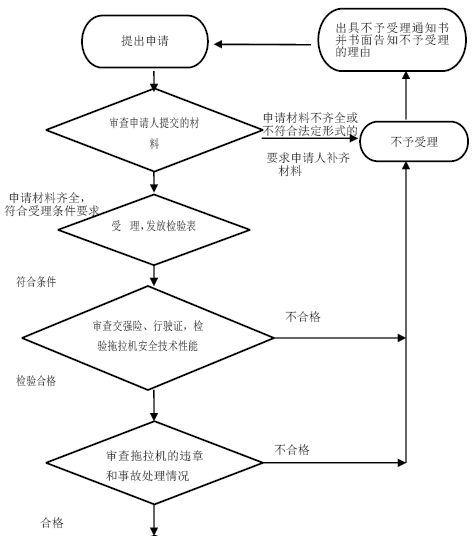 提出申请
出具不予受理通知书
并书面告知不予受理
的理由
审查申请人提交的材
料
申请材料不齐全或
不符合法定形式的
要求申请人补齐
材料
不予受理
申请材料齐全，
符合受理条件要求
受 理，发放检验表
符合条件
审查交强险、行驶证，检
验拖拉机安全技术性能
不合格
检验合格
审查拖拉机的违章
和事故处理情况
不合格
合格